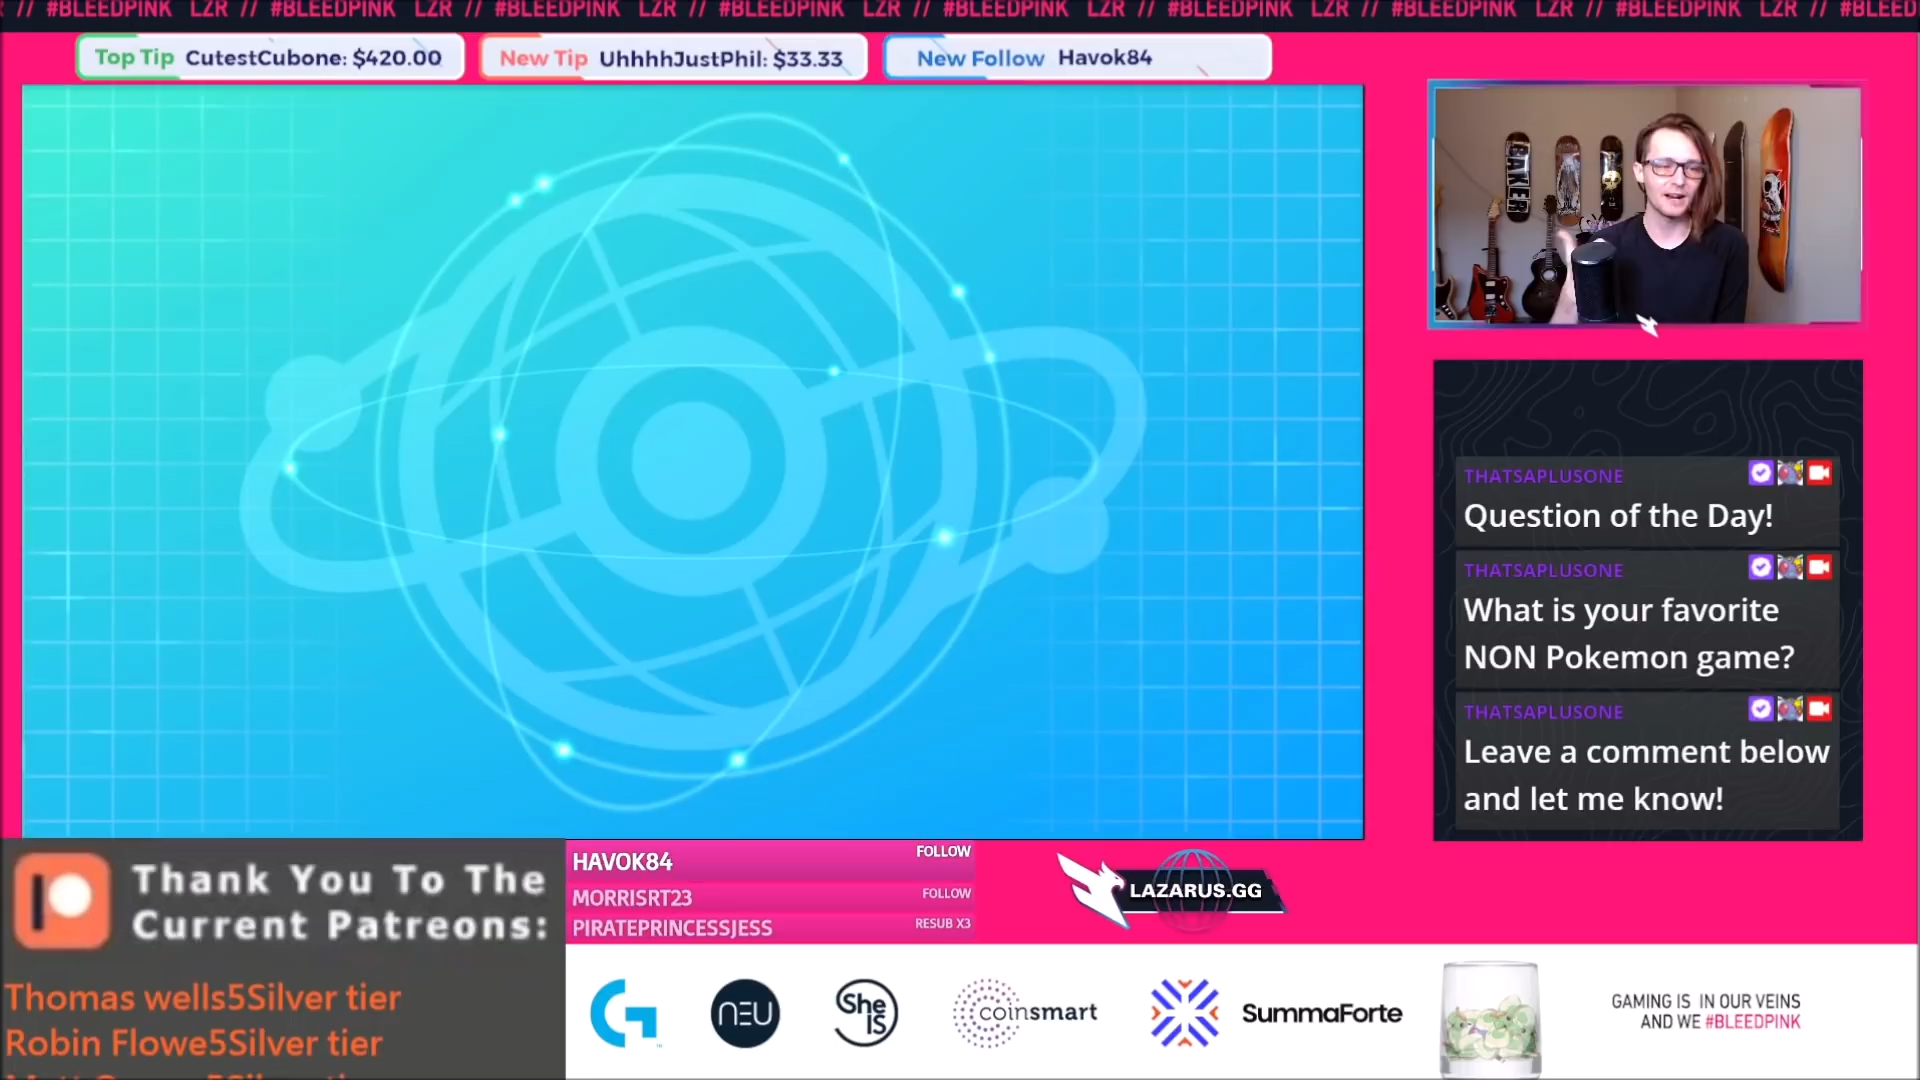 // #BLEEDPINK LZR // #BLEEDPINK LZR // #BLEEDPINK LZR // #BLEEDPINK LZR // #BLEEDPINK LZR // #BLEEDPINK LZR // #BLEEDPINK LZR // #BLEEDPINK LZR // #BLEED
Top Tip CutestCubone: $420.00
New Tip UhhhhJustPhil: $33.33
New Follow Havok84
BAKER
THATSAPLUSONE
Question of the Day!
THATSAPLUSONE
What is your favorite
NON Pokemon game?
THATSAPLUSONE
Leave a comment below
and let me know!
Thank You To The
Current Patreons:
Thomas wells5Silver tier
Robin Flowe5Silver tier
HAVOK84 FOLLOW
MORRISRT23 FOLLOW
PIRATEPRINCESSJESS RESUB X3
LAZARUS.GG
G
NEU
She
IS
coinsmart
SummaForte
GAMING IS IN OUR VEINS
AND WE #BLEEDPINK